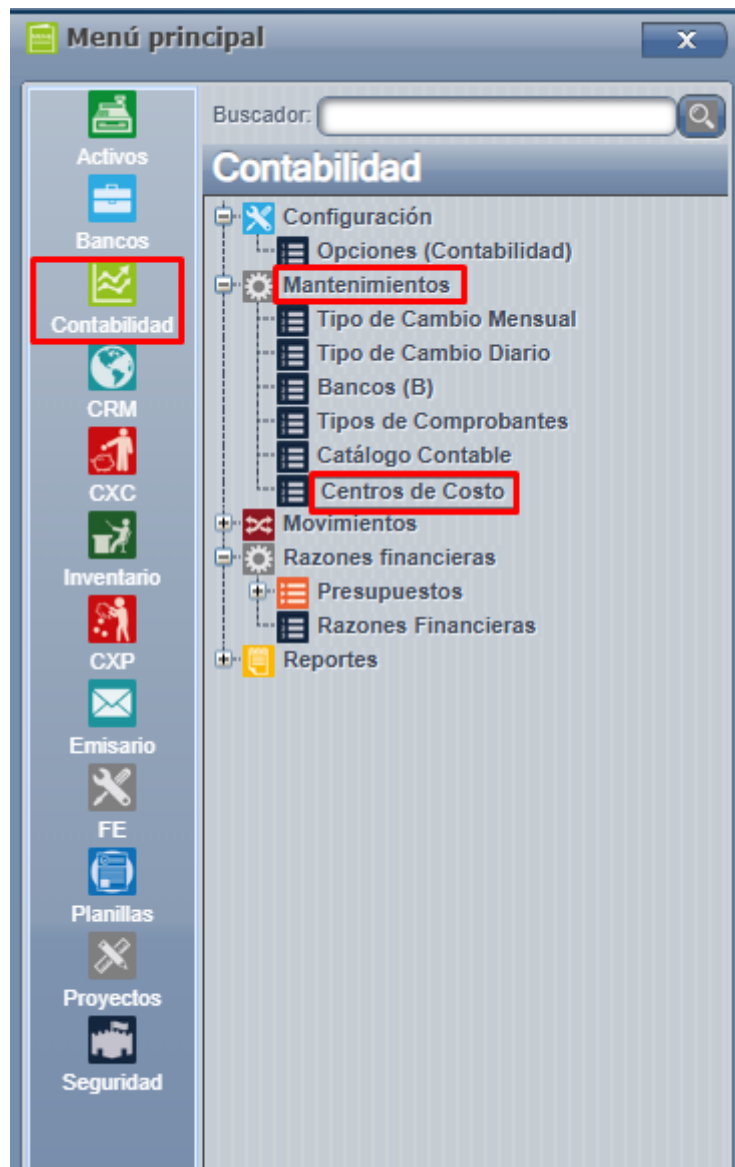 Menú principal
x
Activos
Bancos
Contabilidad
CRM
CXC
Inventario
CXP
Emisario
FE
Planillas
Proyectos
Seguridad
Buscador:
Contabilidad
Configuración
Opciones (Contabilidad)
Mantenimientos
Tipo de Cambio Mensual
Tipo de Cambio Diario
Bancos (B)
Tipos de Comprobantes
Catálogo Contable
Centros de Costo
Movimientos
Razones financieras
Presupuestos
Razones Financieras
Reportes